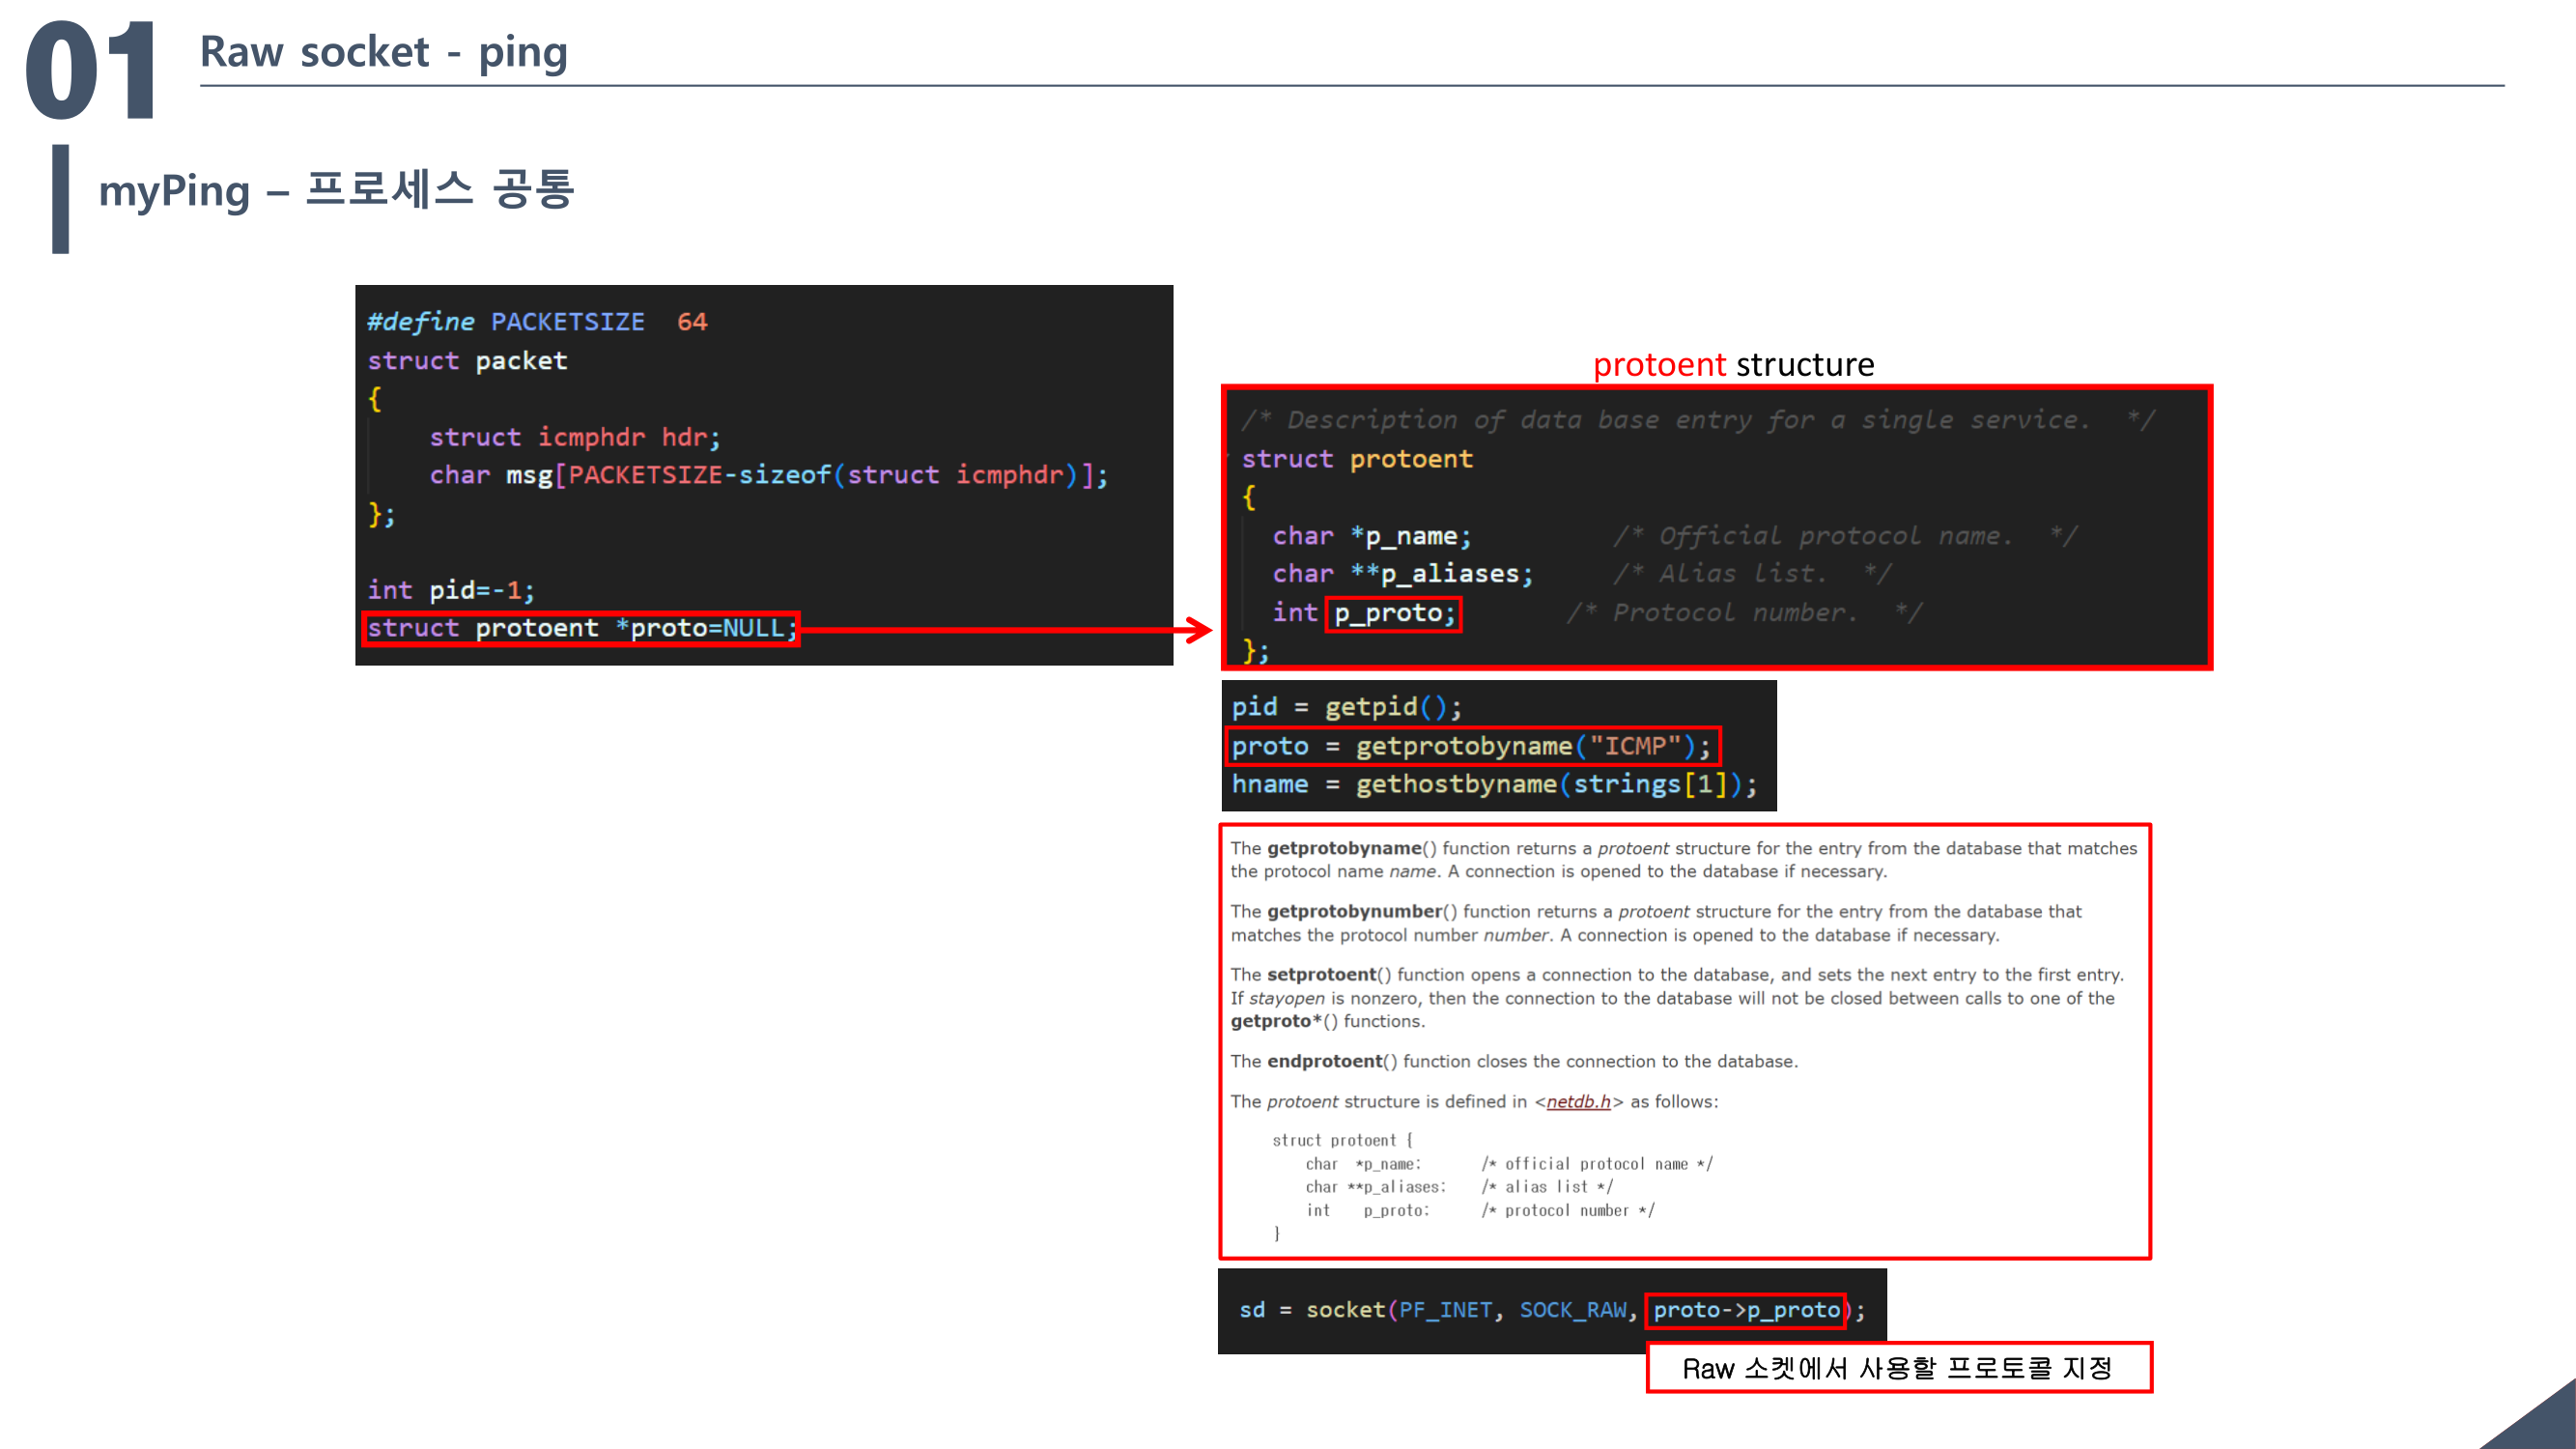 01
Raw socket - ping
myPing – 프로세스 공통
#define PACKETSIZE  64
struct packet
{
    struct icmphdr hdr;
    char msg[PACKETSIZE-sizeof(struct icmphdr)];
};
int pid=-1;
struct protoent *proto=NULL;
protoent structure
/* Description of data base entry for a single service.  */
struct protoent
{
  char *p_name;         /* Official protocol name.  */
  char **p_aliases;     /* Alias list.  */
  int p_proto;       /* Protocol number.  */
};
pid = getpid();
proto = getprotobyname("ICMP");
hname = gethostbyname(strings[1]);
The getprotobyname() function returns a protoent structure for the entry from the database that matches
the protocol name name. A connection is opened to the database if necessary.
The getprotobynumber() function returns a protoent structure for the entry from the database that
matches the protocol number number. A connection is opened to the database if necessary.
The setprotoent() function opens a connection to the database, and sets the next entry to the first entry.
If stayopen is nonzero, then the connection to the database will not be closed between calls to one of the
getproto*() functions.
The endprotoent() function closes the connection to the database.
The protoent structure is defined in <netdb.h> as follows:
struct protoent {
    char  *p_name;       /* official protocol name */
    char **p_aliases;    /* alias list */
    int    p_proto;      /* protocol number */
}
sd = socket(PF_INET, SOCK_RAW, proto->p_proto);
Raw 소켓에서 사용할 프로토콜 지정